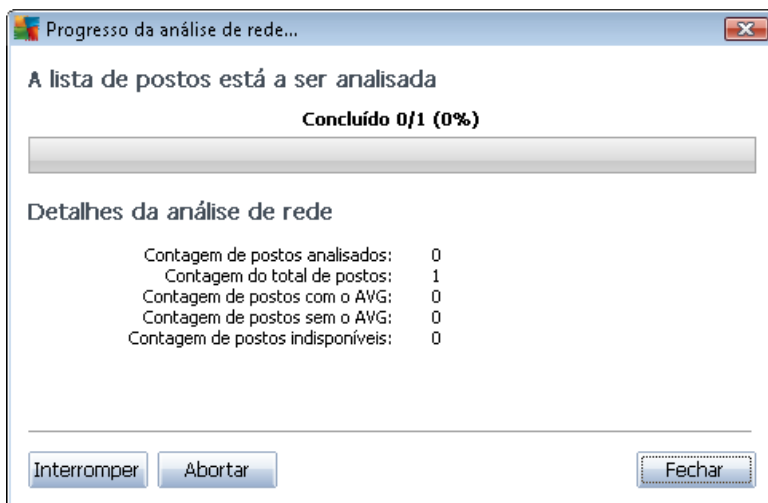 Progresso da análise de rede...
A lista de postos está a ser analisada
Concluído 0/1 (0%)
Detalhes da análise de rede
Contagem de postos analisados: 0
Contagem do total de postos: 1
Contagem de postos com o AVG: 0
Contagem de postos sem o AVG: 0
Contagem de postos indisponíveis: 0
Interromper Abortar Fechar